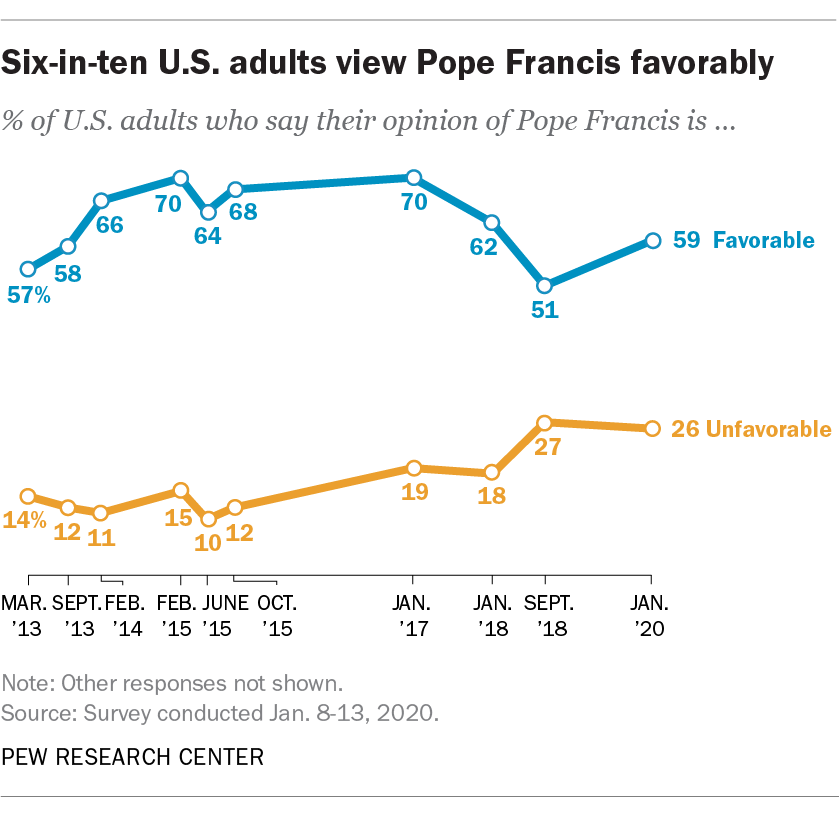 Six-in-ten U.S. adults view Pope Francis favorably
% of U.S. adults who say their opinion of Pope Francis is ...
57%
58
66
70
64
68
70
62
51
59 Favorable
14%
12
11
15
10
12
19
18
27
26 Unfavorable
MAR. SEPT. FEB. FEB. JUNE OCT. JAN. JAN. SEPT. JAN.
’13 ’13 ’14 ’15 ’15 ’15 ’17 ’18 ’18 ’20
Note: Other responses not shown.
Source: Survey conducted Jan. 8-13, 2020.
PEW RESEARCH CENTER